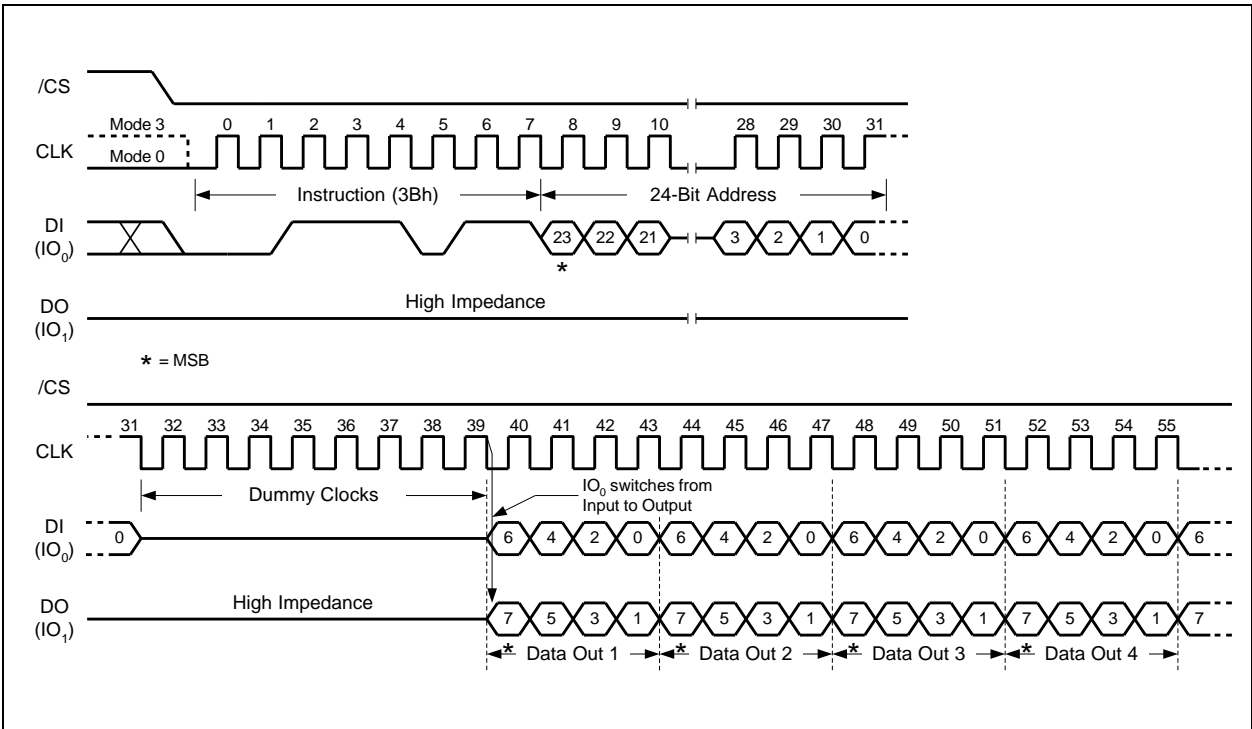 /CS
Mode 3 0 1 2 3 4 5 6 7 8 9 10 28 29 30 31
CLK
Mode 0
Instruction (3Bh) 24-Bit Address
DI
(IO0)
23 22 21 3 2 1 0
*
High Impedance
DO
(IO1)
* = MSB
/CS
31 32 33 34 35 36 37 38 39 40 41 42 43 44 45 46 47 48 49 50 51 52 53 54 55
CLK
Dummy Clocks
IO0 switches from
Input to Output
DI
(IO0)
0 6 4 2 0 6 4 2 0 6 4 2 0 6 4 2 0 6
High Impedance
DO
(IO1)
7 5 3 1 7 5 3 1 7 5 3 1 7 5 3 1 7
* Data Out 1 * Data Out 2 * Data Out 3 * Data Out 4